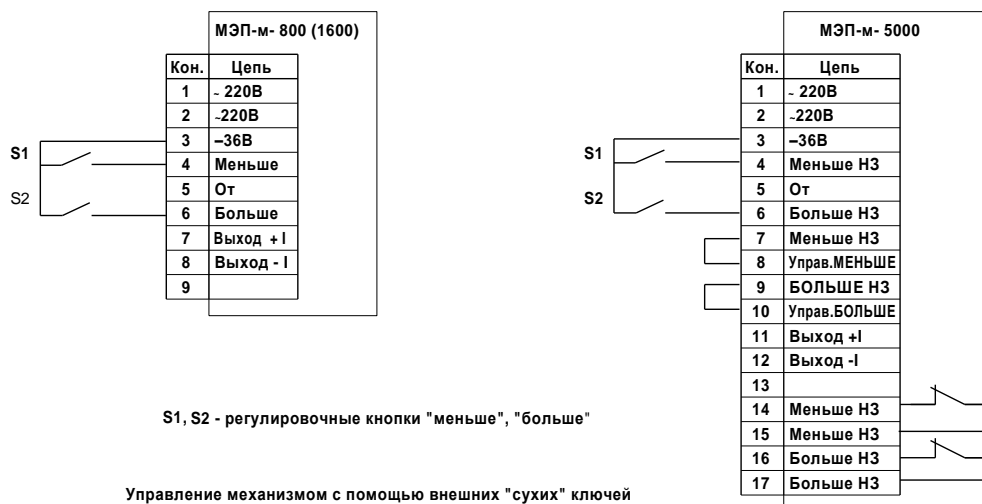 МЭП-м- 800 (1600)
Кон. Цепь
1 ~ 220В
2 ~220В
3 –36В
4 Меньше
5 От
6 Больше
7 Выход + I
8 Выход - I
9
S1
S2
МЭП-м- 5000
Кон. Цепь
1 ~ 220В
2 ~220В
3 –36В
4 Меньше НЗ
5 От
6 Больше НЗ
7 Меньше НЗ
8 Управ.МЕНЬШЕ
9 БОЛЬШЕ НЗ
10 Управ.БОЛЬШЕ
11 Выход +I
12 Выход -I
13
14 Меньше НЗ
15 Меньше НЗ
16 Больше НЗ
17 Больше НЗ
S1
S2
S1, S2 - регулировочные кнопки "меньше", "больше"
Управление механизмом с помощью внешних "сухих" ключей